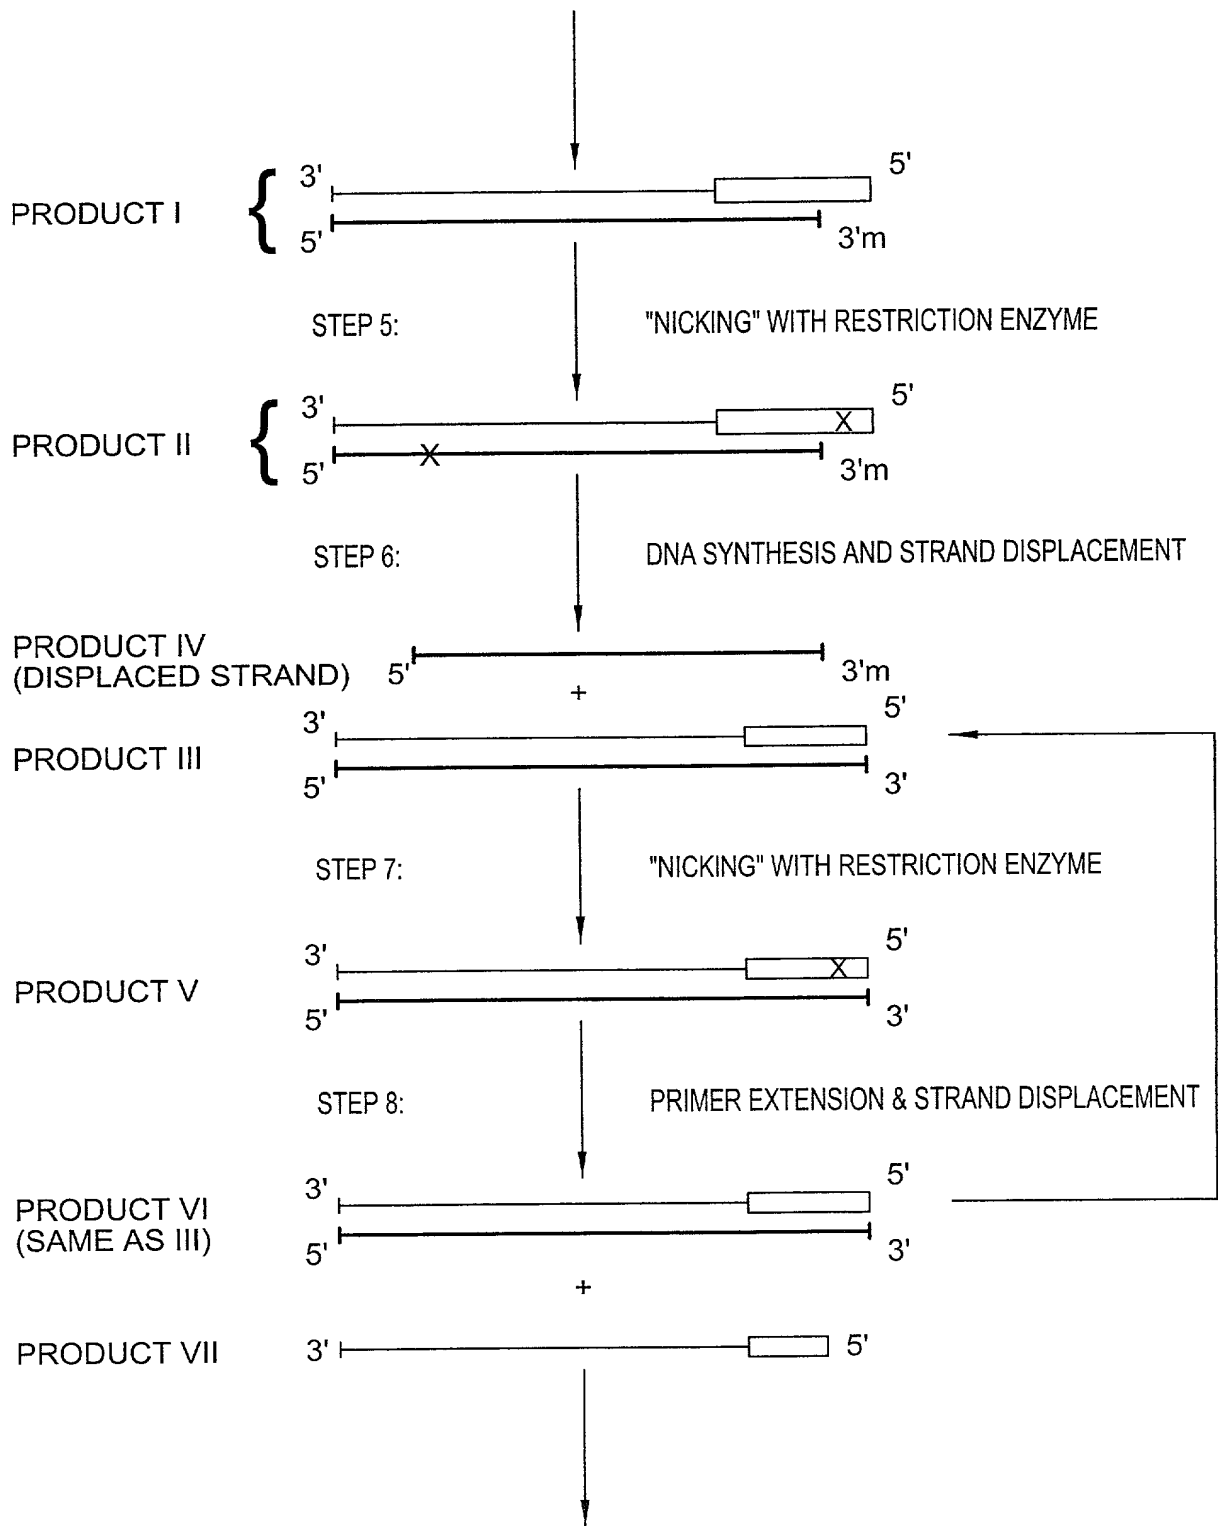 3' 5'
PRODUCT I {
5' 3'm
STEP 5: "NICKING" WITH RESTRICTION ENZYME
3' 5'
X
PRODUCT II {
X
5' 3'm
STEP 6: DNA SYNTHESIS AND STRAND DISPLACEMENT
PRODUCT IV
(DISPLACED STRAND) 5' 3'm
+
3' 5'
PRODUCT III
5' 3'
STEP 7: "NICKING" WITH RESTRICTION ENZYME
3' 5'
X
PRODUCT V
5' 3'
STEP 8: PRIMER EXTENSION & STRAND DISPLACEMENT
3' 5'
PRODUCT VI
(SAME AS III)
5' 3'
+
PRODUCT VII 3' 5'